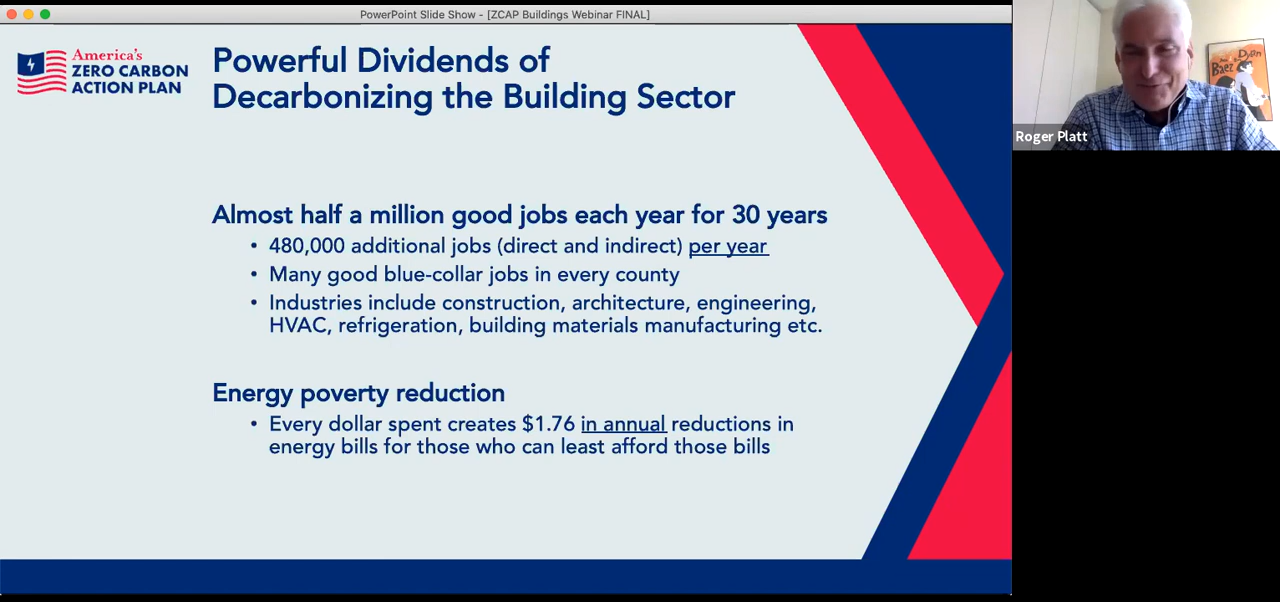 PowerPoint Slide Show - [ZCAP Buildings Webinar FINAL]
America's
ZERO CARBON
ACTION PLAN
Powerful Dividends of
Decarbonizing the Building Sector
Almost half a million good jobs each year for 30 years
• 480,000 additional jobs (direct and indirect) per year
• Many good blue-collar jobs in every county
• Industries include construction, architecture, engineering,
HVAC, refrigeration, building materials manufacturing etc.
Energy poverty reduction
• Every dollar spent creates $1.76 in annual reductions in
energy bills for those who can least afford those bills
Baez
Dylan
Roger Platt